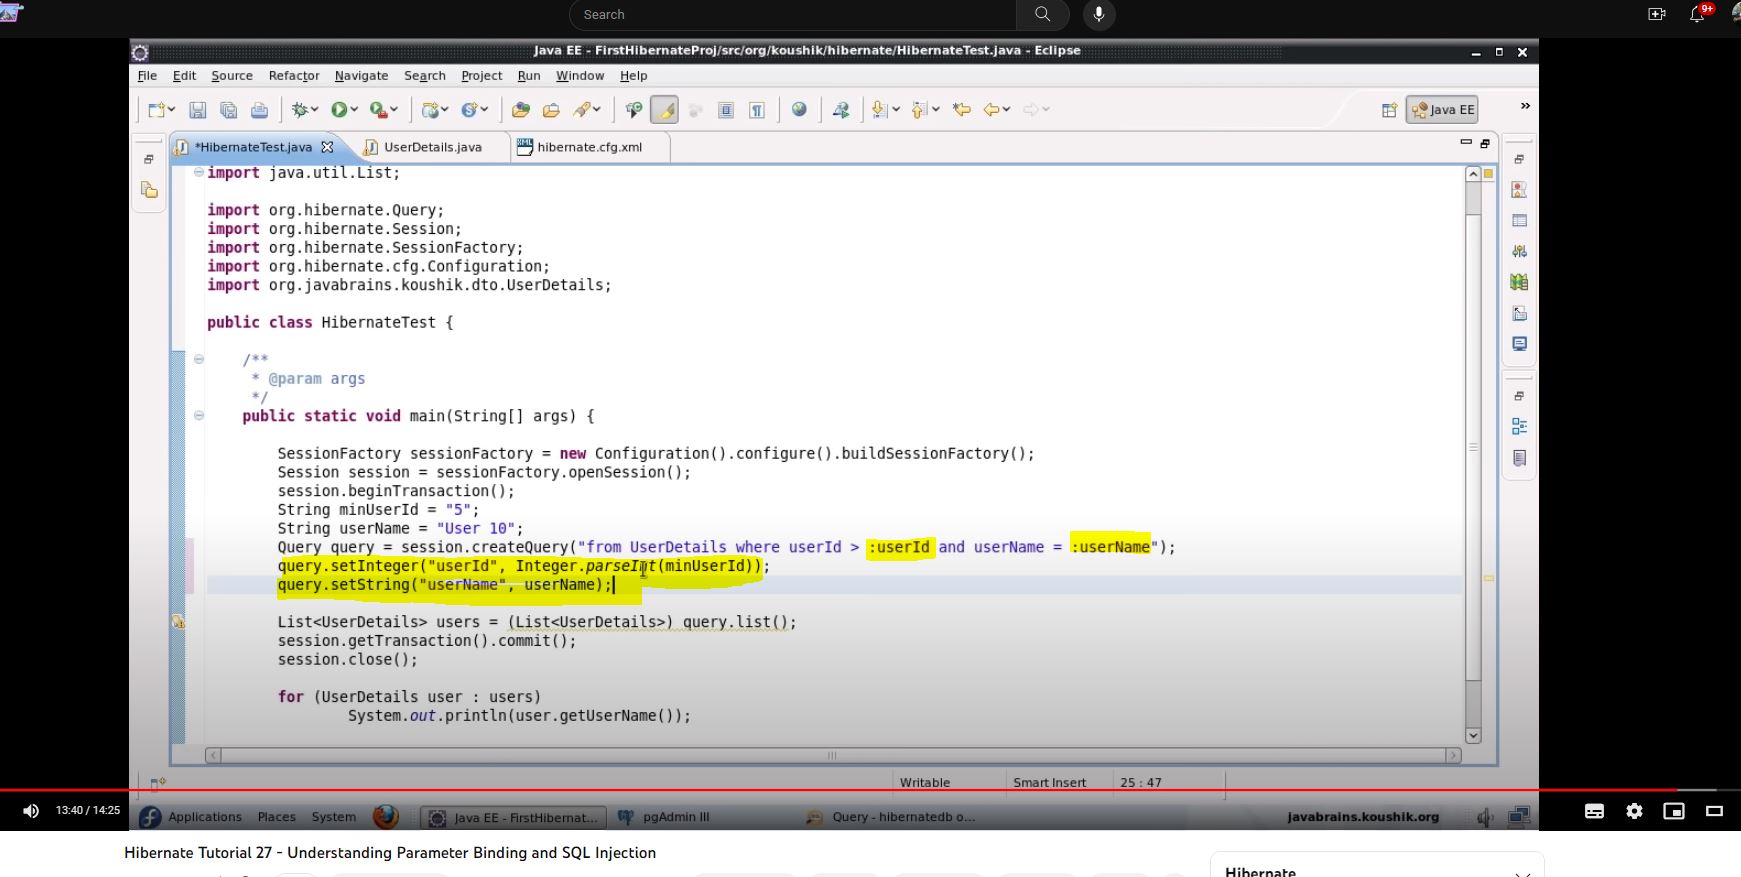 Search
9+
Java EE - FirstHibernateProj/src/org/koushik/hibernate/HibernateTest.java - Eclipse
File Edit Source Refactor Navigate Search Project Run Window Help
Java EE
*HibernateTest.java UserDetails.java hibernate.cfg.xml
import java.util.List;
import org.hibernate.Query;
import org.hibernate.Session;
import org.hibernate.SessionFactory;
import org.hibernate.cfg.Configuration;
import org.javabrains.koushik.dto.UserDetails;
public class HibernateTest {
/**
* @param args
*/
public static void main(String[] args) {
SessionFactory sessionFactory = new Configuration().configure().buildSessionFactory();
Session session = sessionFactory.openSession();
session.beginTransaction();
String minUserId = "5";
String userName = "User 10";
Query query = session.createQuery("from UserDetails where userId > :userId and userName = :userName");
query.setInteger("userId", Integer.parseInt(minUserId));
query.setString("userName", userName);
List<UserDetails> users = (List<UserDetails>) query.list();
session.getTransaction().commit();
session.close();
for (UserDetails user : users)
System.out.println(user.getUserName());
Writable Smart Insert 25 : 47
13:40 / 14:25
Applications Places System Java EE - FirstHibernat... pgAdmin III Query - hibernatedb o... javabrains.koushik.org
Hibernate Tutorial 27 - Understanding Parameter Binding and SQL Injection
Hibernate